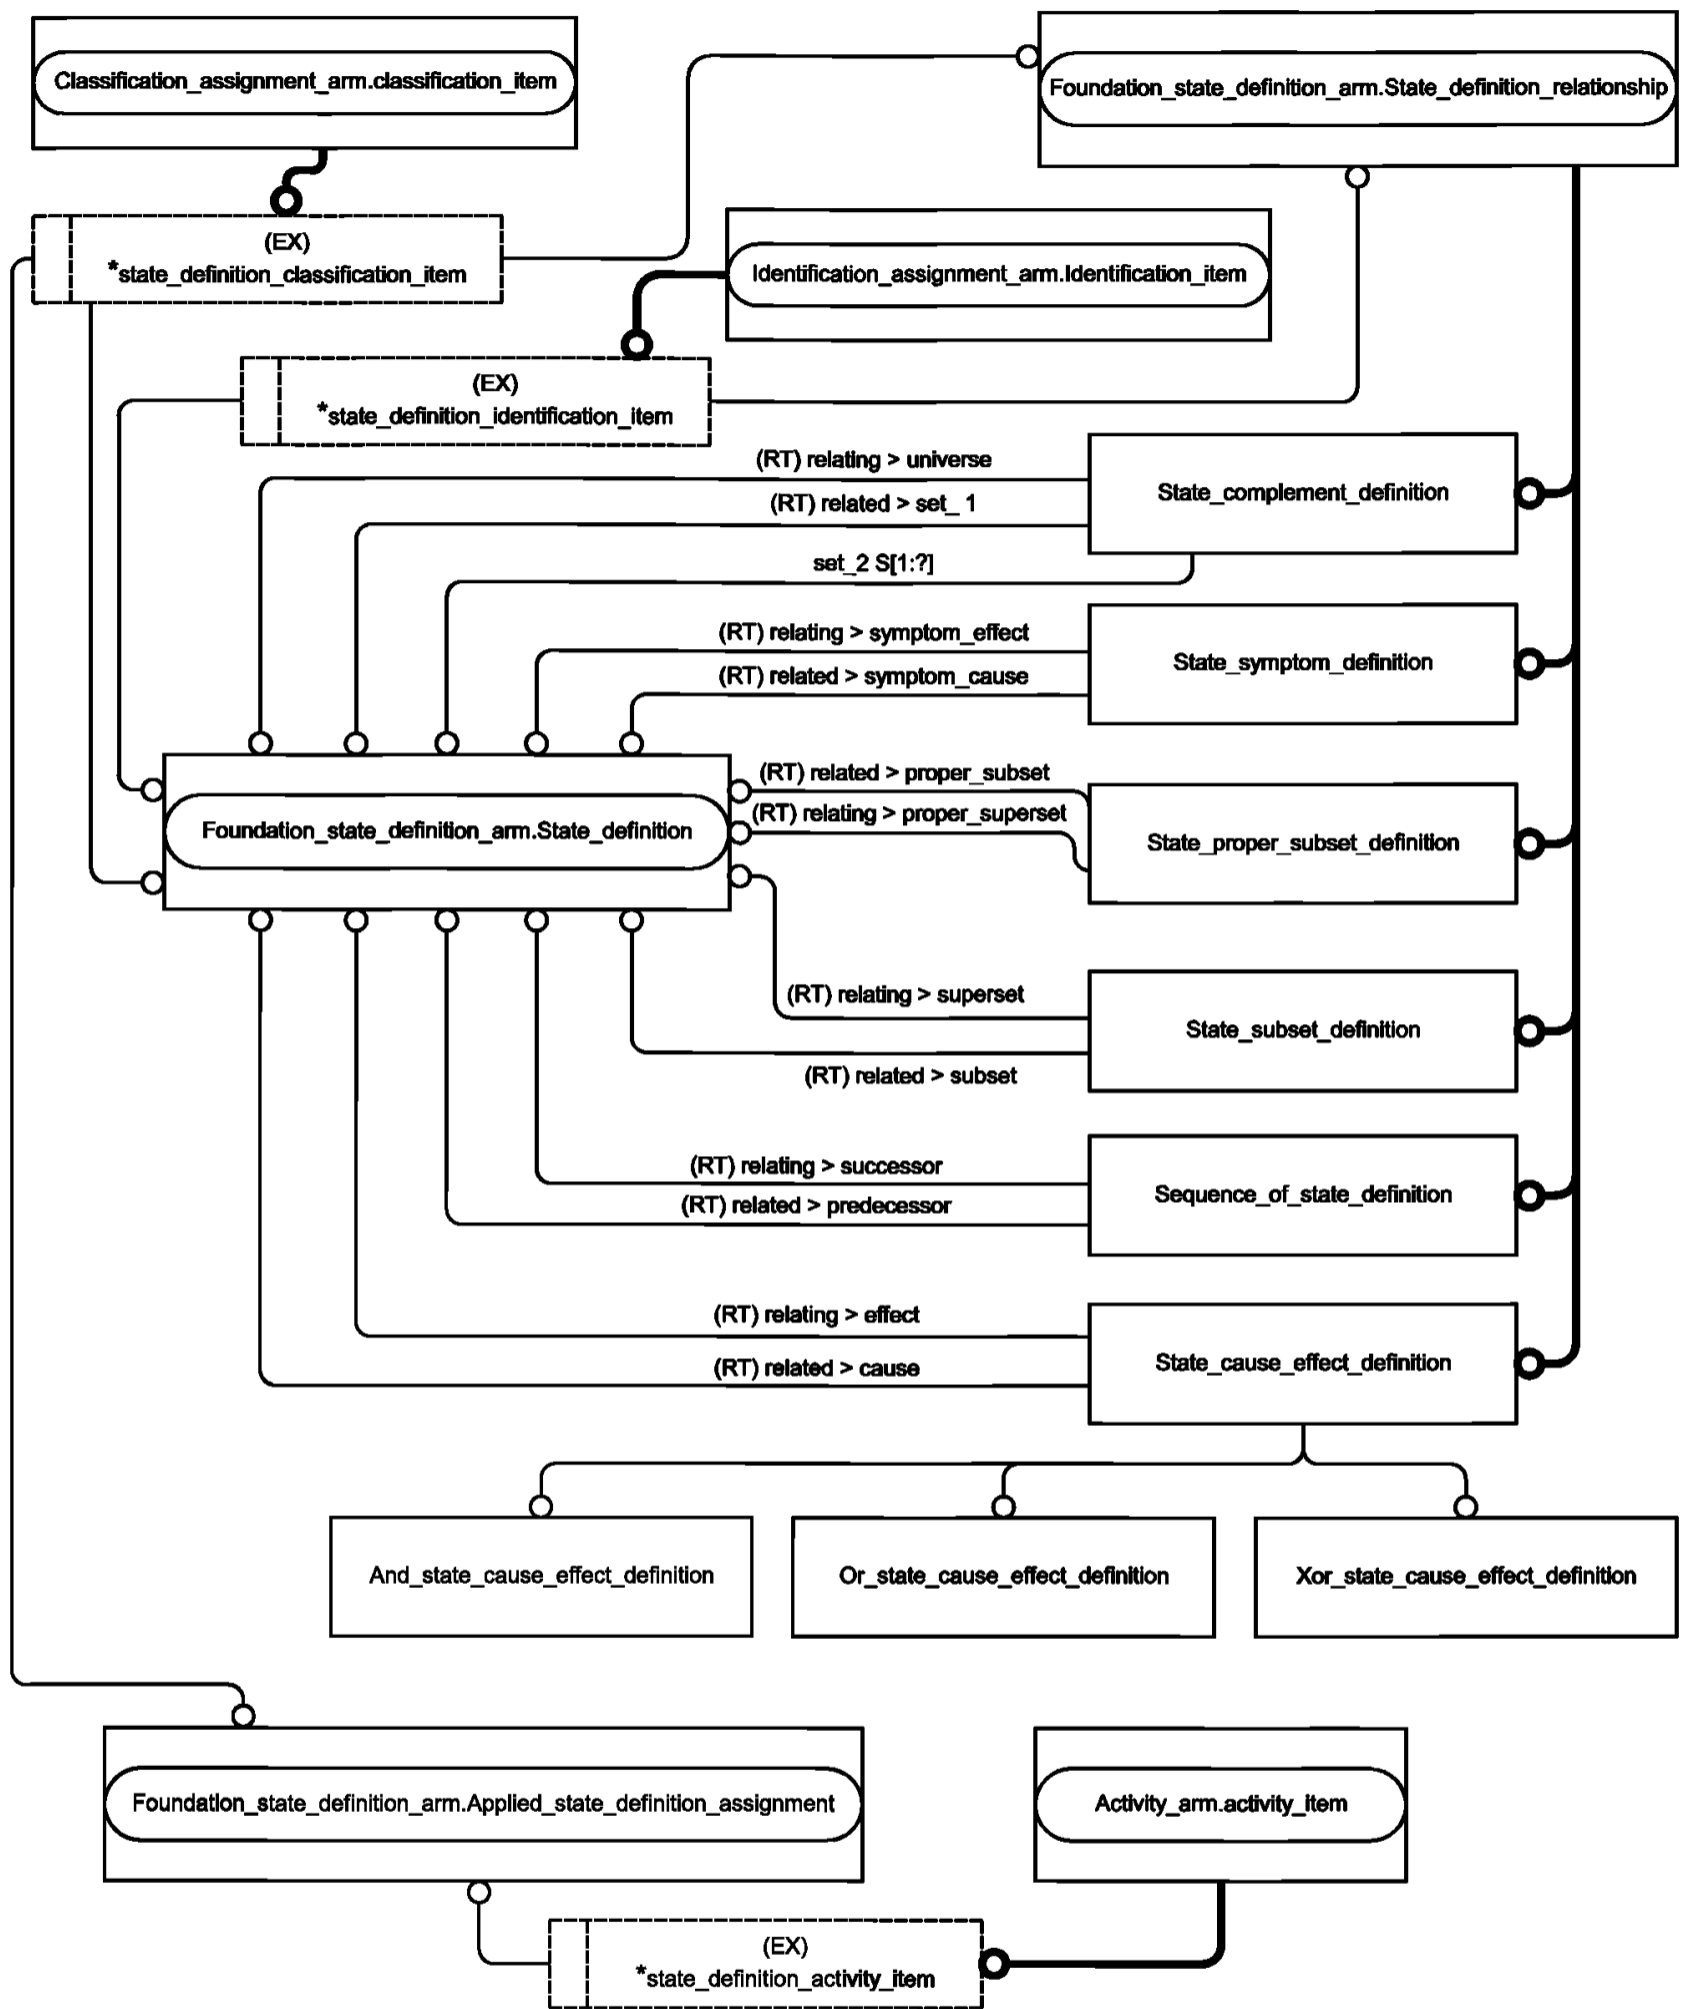 Classification_assignment_arm.classification_item
Foundation_state_definition_arm.State_definition_relationship
(EX)
*state_definition_classification_item
Identification_assignment_arm.Identification_item
(EX)
*state_definition_identification_item
(RT) relating > universe
State_complement_definition
(RT) related > set_ 1
set_2 S[1:?]
(RT) relating > symptom_effect
State_symptom_definition
(RT) related > symptom_cause
(RT) related > proper_subset
(RT) relating > proper_superset
Foundation_state_definition_arm.State_definition
State_proper_subset_definition
(RT) relating > superset
State_subset_definition
(RT) related > subset
(RT) relating > successor
Sequence_of_state_definition
(RT) related > predecessor
(RT) relating > effect
State_cause_effect_definition
(RT) related > cause
And_state_cause_effect_definition
Or_state_cause_effect_definition
Xor_state_cause_effect_definition
Foundation_state_definition_arm.Applied_state_definition_assignment
Activity_arm.activity_item
(EX)
*state_definition_activity_item